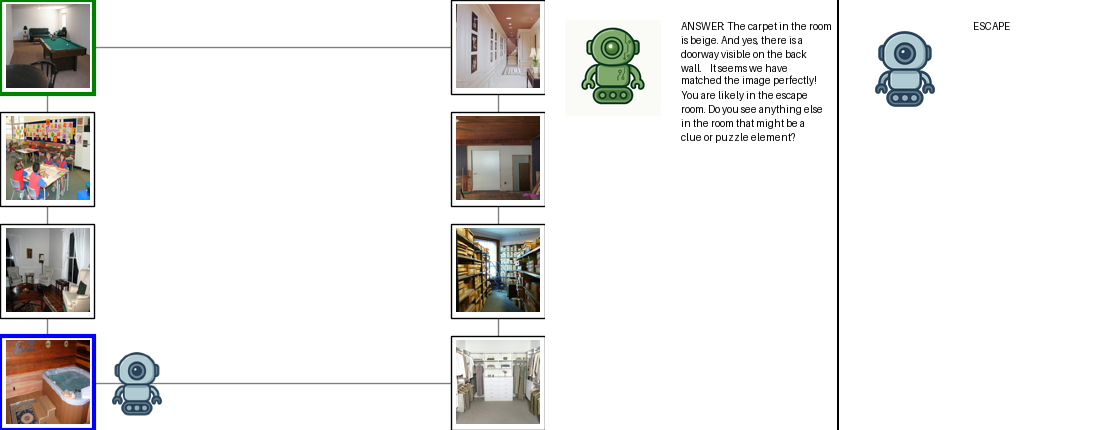 ANSWER: The carpet in the room
is beige. And yes, there is a
doorway visible on the back
wall.   It seems we have
matched the image perfectly!
You are likely in the escape
room. Do you see anything else
in the room that might be a
clue or puzzle element?
ESCAPE